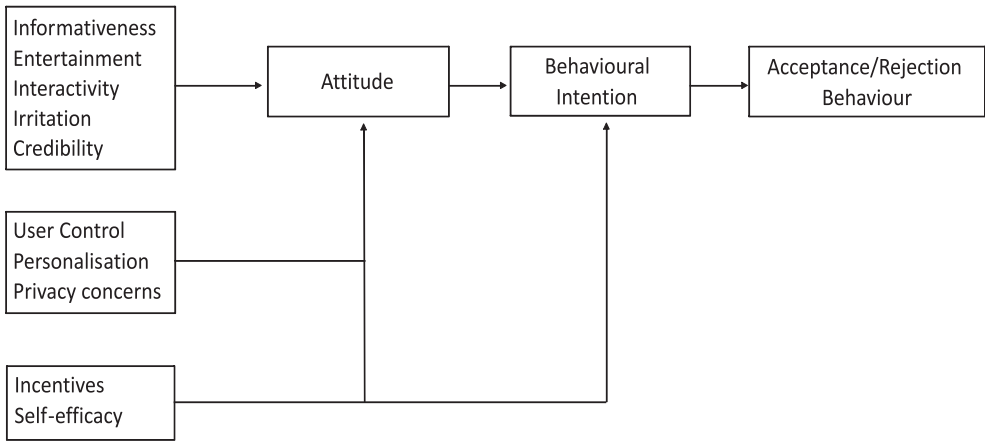 Informativeness
Entertainment
Interactivity
Irritation
Credibility
Attitude
Behavioural
Intention
Acceptance/Rejection
Behaviour
User Control
Personalisation
Privacy concerns
Incentives
Self-efficacy